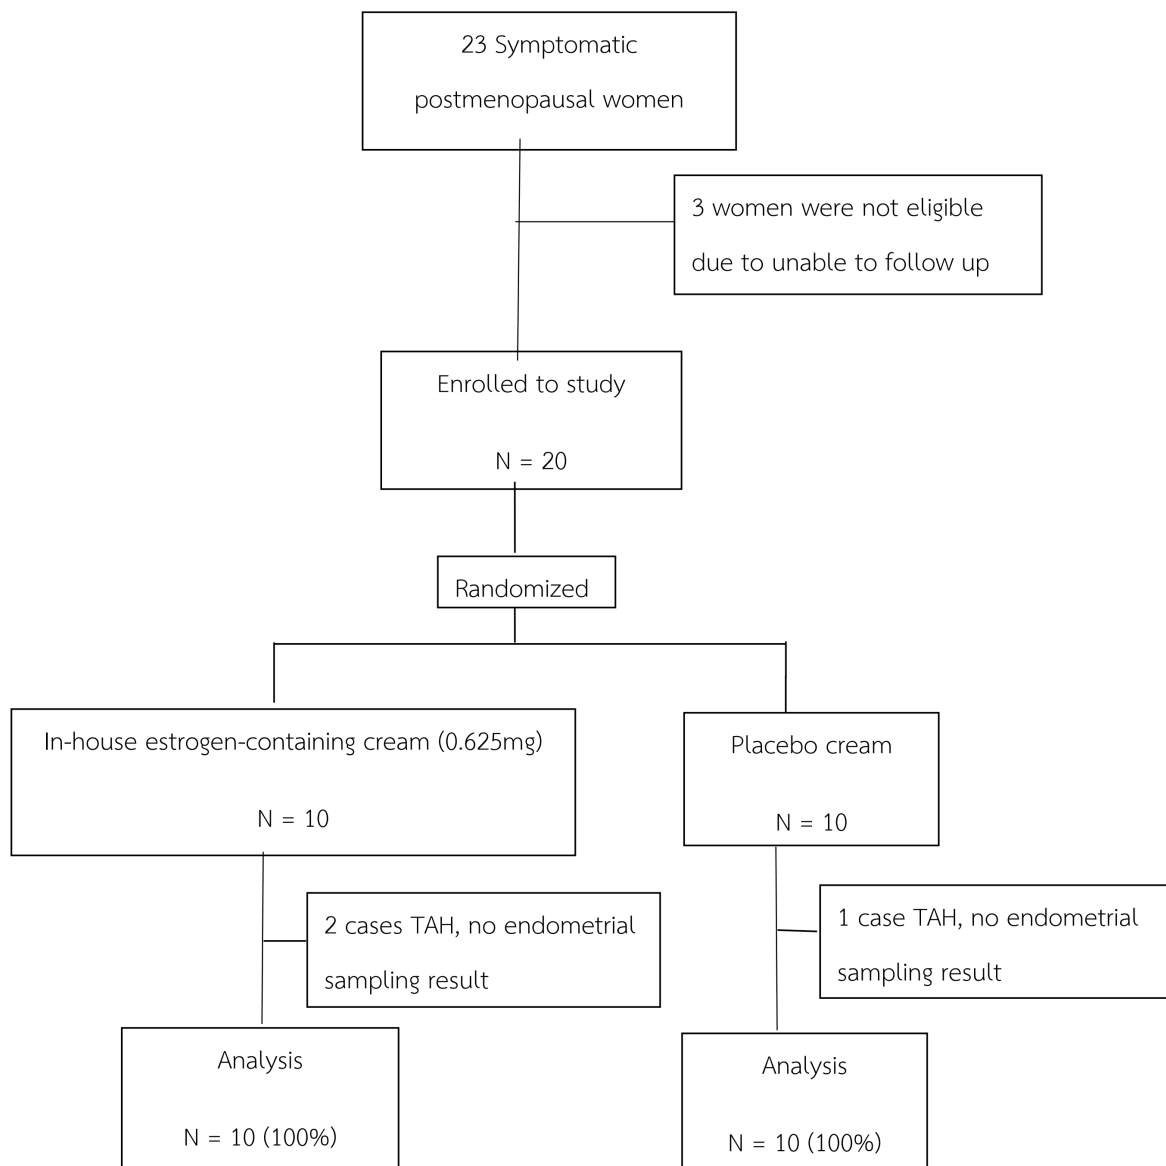 23 Symptomatic
postmenopausal women
3 women were not eligible
due to unable to follow up
Enrolled to study
N = 20
Randomized
In-house estrogen-containing cream (0.625mg)
N = 10
Placebo cream
N = 10
2 cases TAH, no endometrial
sampling result
1 case TAH, no endometrial
sampling result
Analysis
N = 10 (100%)
Analysis
N = 10 (100%)